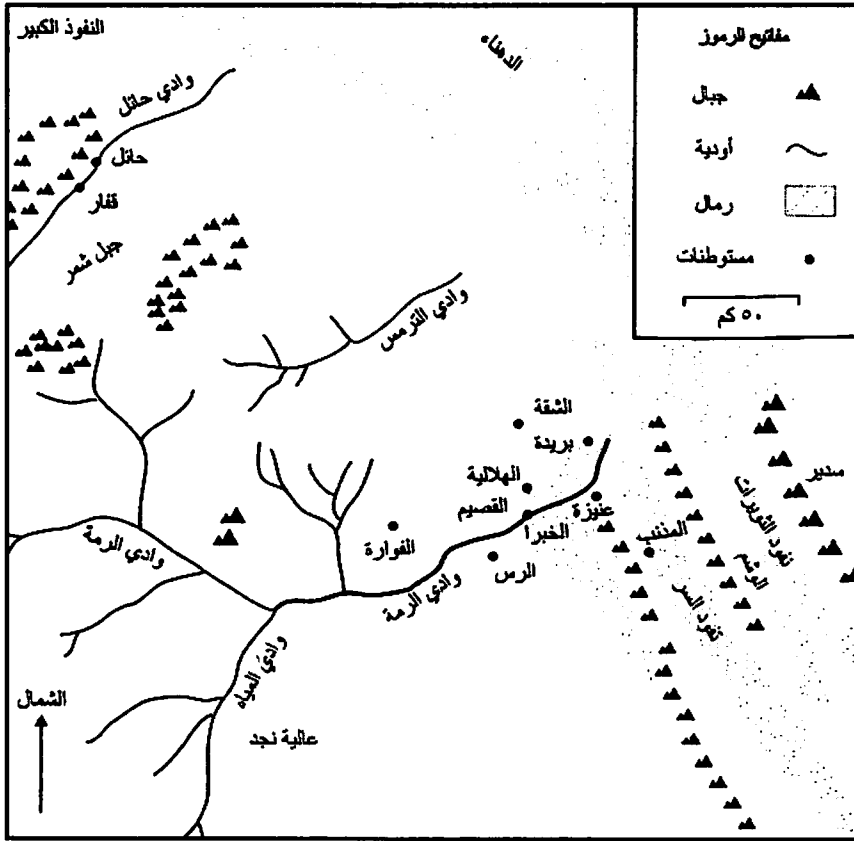 النفوذ الكبير
الدهناء
مفاتيح الرموز
جبال
أودية
رمال
مستوطنات
٥٠ كم
وادي حائل
حائل
قفار
جبل شمر
وادي الترمس
الشقة
بريدة
الهلالية
القصيم
عنيزة
الخبرا
الفوارة
الرس
المذنب
سدير
نفود الثويرات
الوشم
نفود السر
وادي الرمة
وادي الرمة
وادي المياه
عالية نجد
الشمال